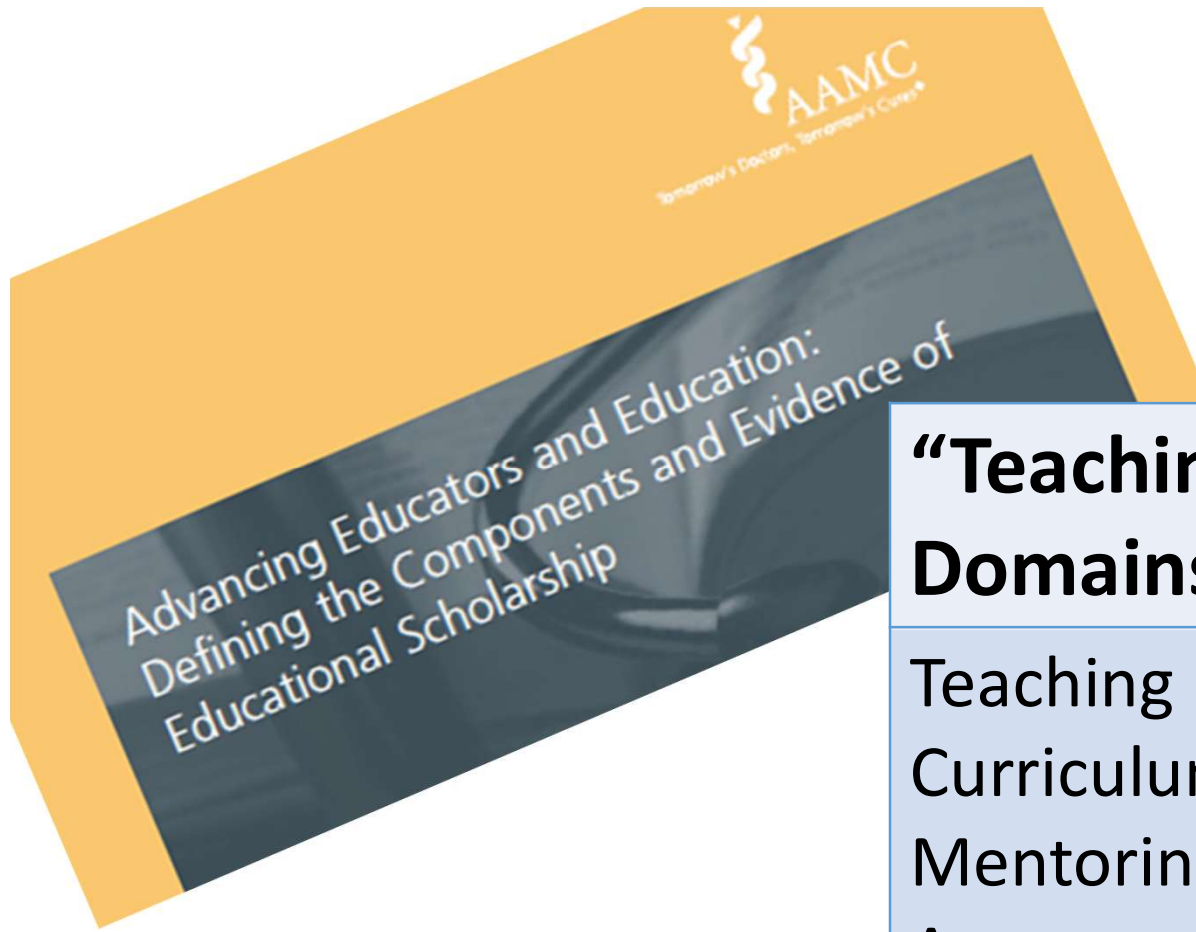 AAMC
Tomorrow's Doctors, Tomorrow's Cures
Advancing Educators and Education:
Defining the Components and Evidence of
Educational Scholarship
“Teachin
Domains
Teaching
Curriculu
Mentorin